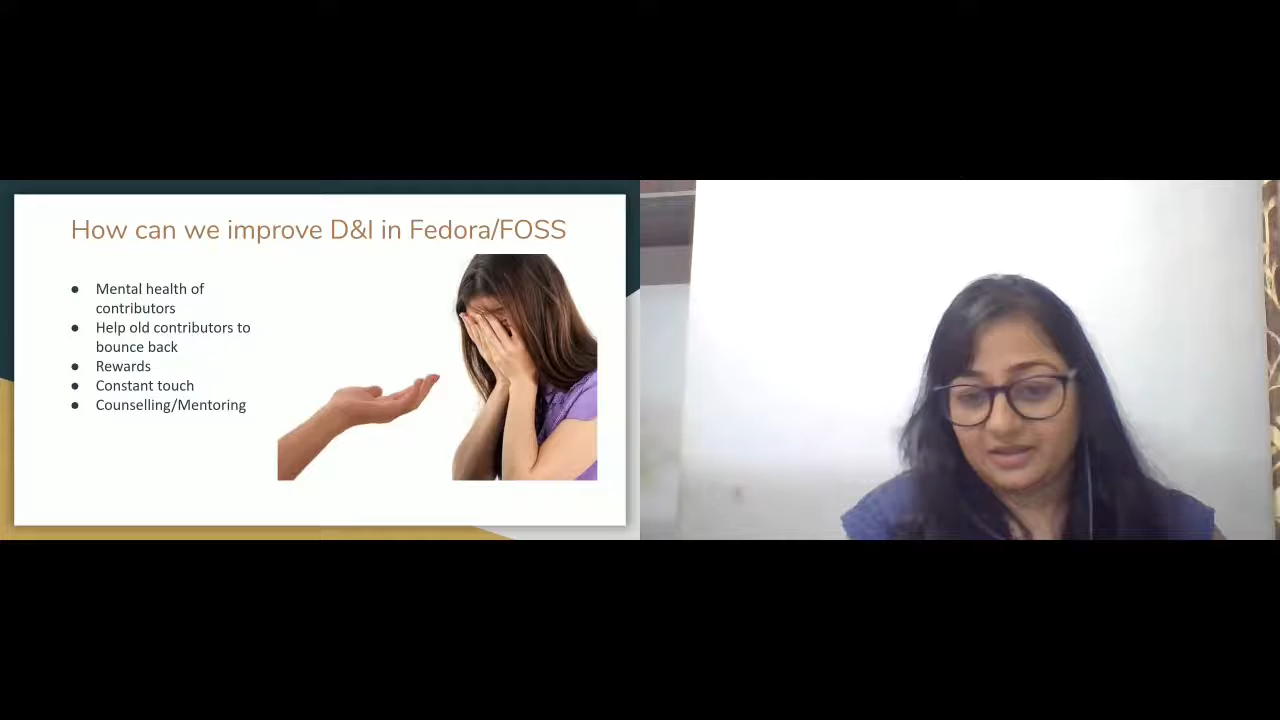 How can we improve D&I in Fedora/FOSS
● Mental health of
contributors
● Help old contributors to
bounce back
● Rewards
● Constant touch
● Counselling/Mentoring